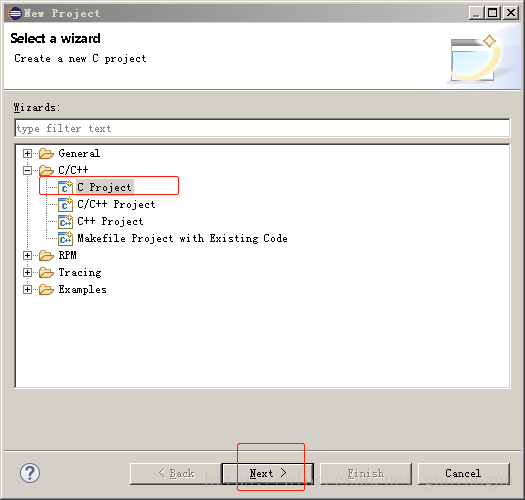 New Project
Select a wizard
Create a new C project
Wizards:
type filter text
General
C/C++
C Project
C/C++ Project
C++ Project
Makefile Project with Existing Code
RPM
Tracing
Examples
< Back
Next >
Finish
Cancel